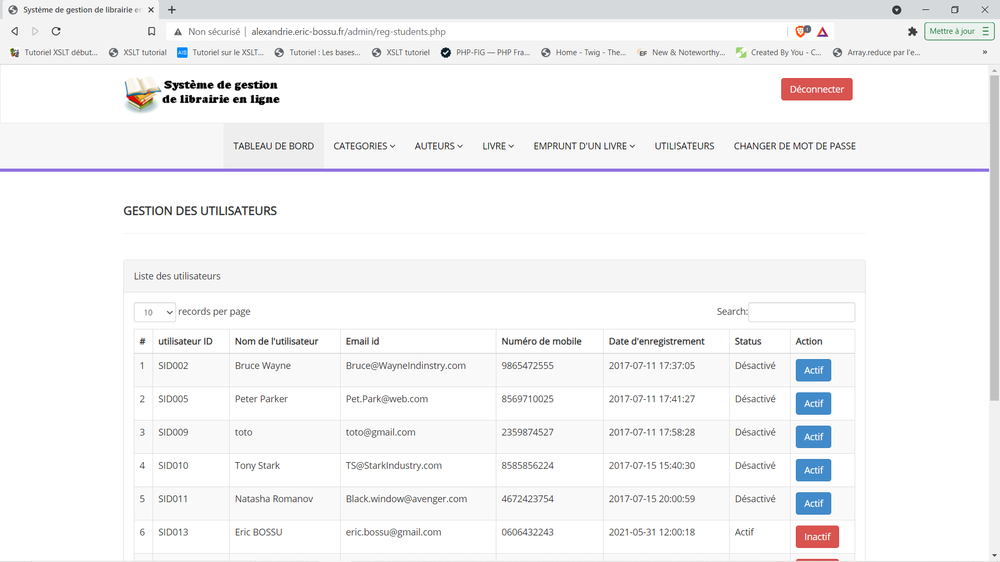 Système de gestion de librairie en
Non sécurisé alexandrie.eric-bossu.fr/admin/reg-students.php 1 Mettre à jour
Tutoriel XSLT début... XSLT tutorial AIS Tutoriel sur le XSLT... Tutoriel : Les bases... XSLT tutoriel PHP-FIG — PHP Fra... Home - Twig - The... EF New & Noteworthy... Created By You - C... Array.reduce par l'e... »
Système de gestion
de librairie en ligne
Déconnecter
TABLEAU DE BORD CATEGORIES AUTEURS LIVRE EMPRUNT D'UN LIVRE UTILISATEURS CHANGER DE MOT DE PASSE
GESTION DES UTILISATEURS
Liste des utilisateurs
10 records per page Search:
# utilisateur ID Nom de l'utilisateur Email id Numéro de mobile Date d'enregistrement Status Action
1 SID002 Bruce Wayne Bruce@WayneIndinstry.com 9865472555 2017-07-11 17:37:05 Désactivé Actif
2 SID005 Peter Parker Pet.Park@web.com 8569710025 2017-07-11 17:41:27 Désactivé Actif
3 SID009 toto toto@gmail.com 2359874527 2017-07-11 17:58:28 Désactivé Actif
4 SID010 Tony Stark TS@StarkIndustry.com 8585856224 2017-07-15 15:40:30 Désactivé Actif
5 SID011 Natasha Romanov Black.window@avenger.com 4672423754 2017-07-15 20:00:59 Désactivé Actif
6 SID013 Eric BOSSU eric.bossu@gmail.com 0606432243 2021-05-31 12:00:18 Actif Inactif